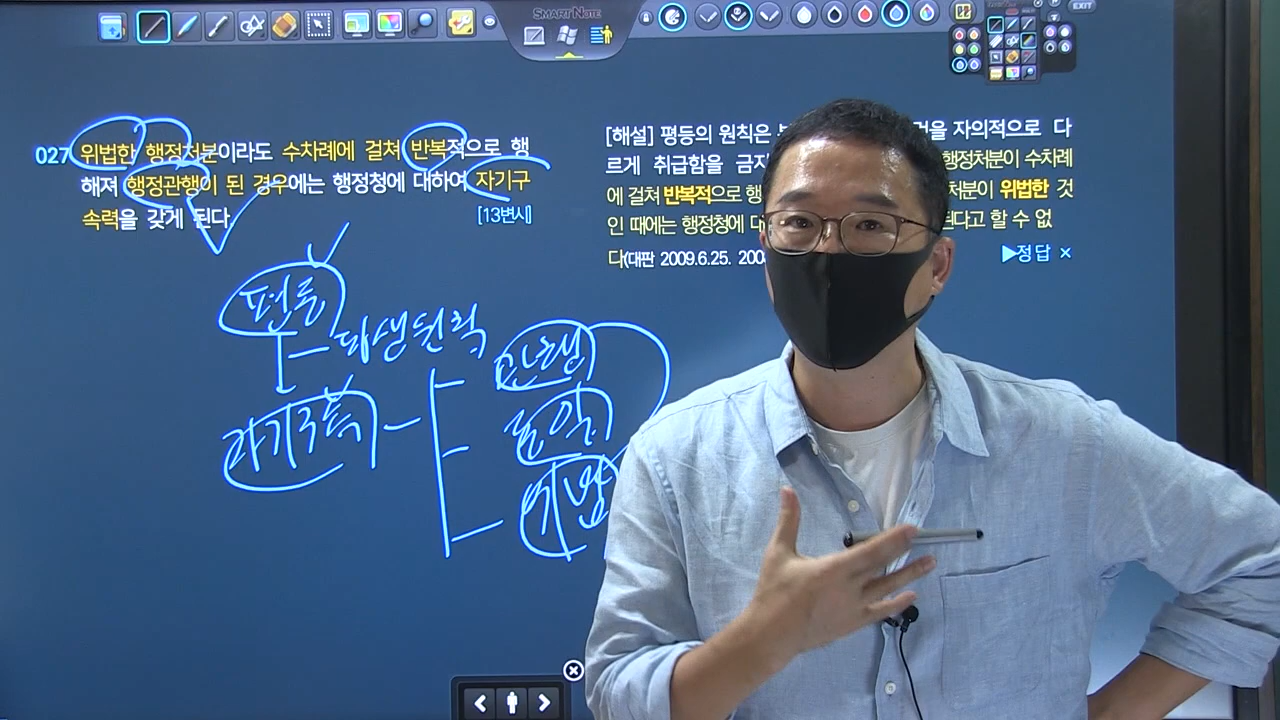 SMART NOTE
EXIT
027 위법한 행정처분이라도 수차례에 걸쳐 반복적으로 행
해져 행정관행이 된 경우에는 행정청에 대하여 자기구
속력을 갖게 된다
[13변시]
[해설] 평등의 원칙은 것을 자의적으로 다
르게 취급함을 금지 행정처분이 수차례
에 걸쳐 반복적으로 행 처분이 위법한 것
인 때에는 행정청에 대 된다고 할 수 없
다(대판 2009.6.25. 200
▶정답 ×
평등
파생원칙
자기구속
관행
동일
위법